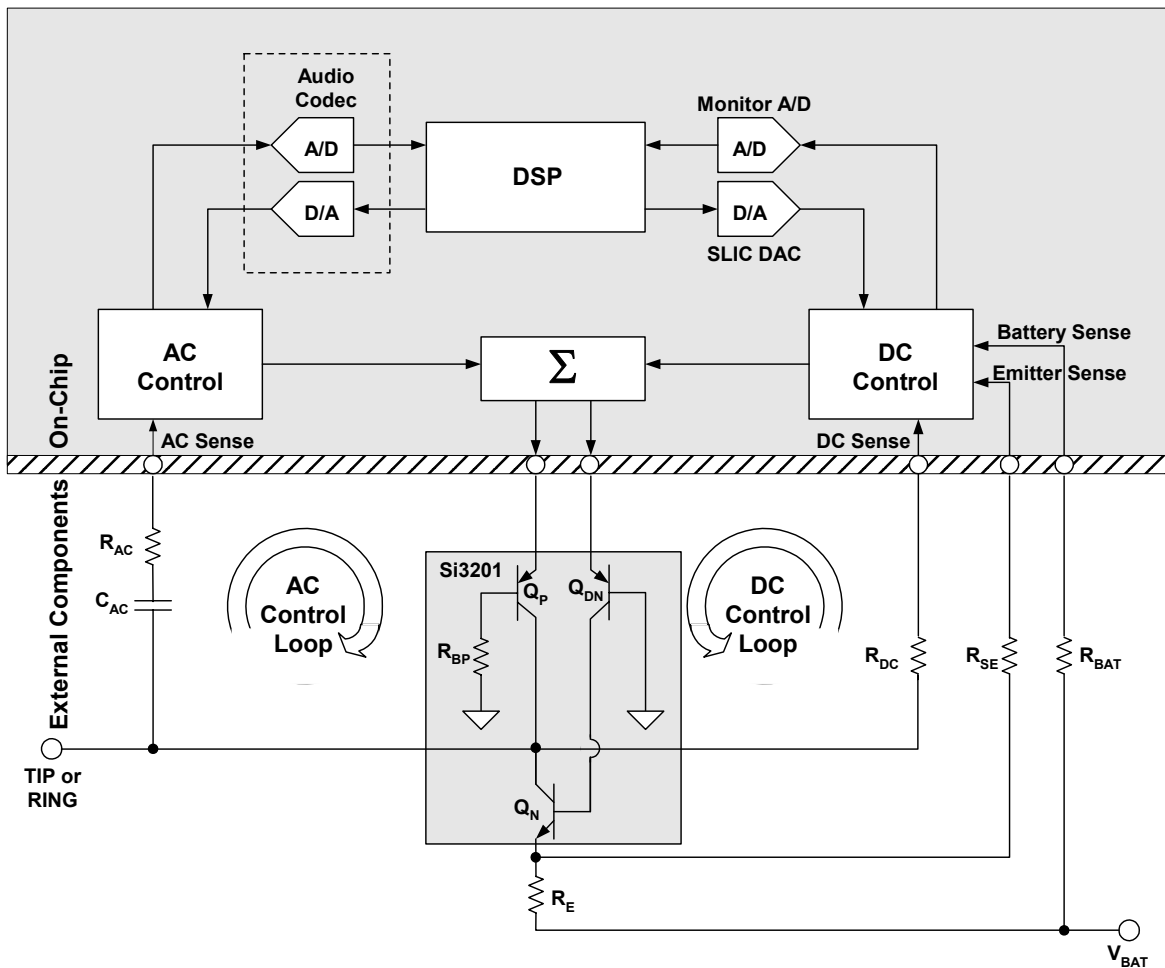 Audio
Codec
Monitor A/D
A/D
DSP
A/D
D/A
D/A
SLIC DAC
AC
Control
Σ
DC
Control
Battery Sense
Emitter Sense
On-Chip
AC Sense
DC Sense
External Components
R_AC
C_AC
AC
Control
Loop
Si3201
Q_P
Q_DN
R_BP
DC
Control
Loop
R_DC
R_SE
R_BAT
TIP or
RING
Q_N
R_E
V_BAT